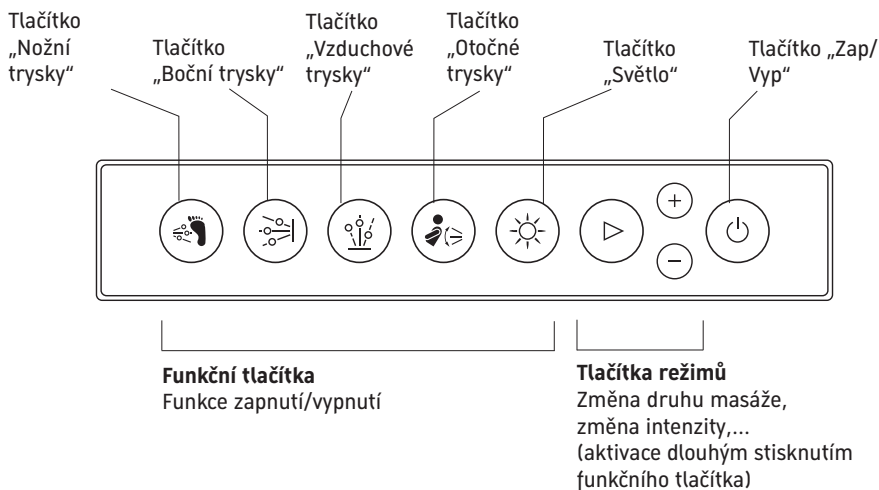 Tlačítko
„Nožní
trysky“
Tlačítko
„Boční trysky“
Tlačítko
„Vzduchové
trysky“
Tlačítko
„Otočné
trysky“
Tlačítko
„Světlo“
Tlačítko „Zap/
Vyp“
Funkční tlačítka
Funkce zapnutí/vypnutí
Tlačítka režimů
Změna druhu masáže,
změna intenzity,...
(aktivace dlouhým stisknutím
funkčního tlačítka)